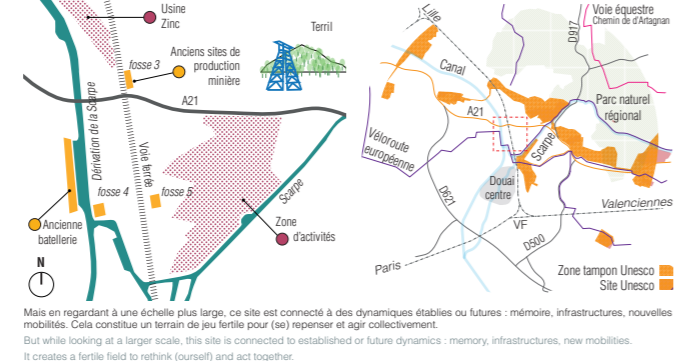 Usine
Zinc
Terril
Anciens sites de
production
minière
fosse 3
A21
Dérivation de la Scarpe
Voie ferrée
fosse 4
fosse 5
Scarpe
Ancienne
batellerie
Zone
d'activités
N
Lille
Canal
D917
Voie équestre
Chemin de d'Artagnan
A21
Parc naturel
régional
Véloroute
européenne
Scarpe
Douai
centre
D621
Valenciennes
VF
D500
Paris
Zone tampon Unesco
Site Unesco
Mais en regardant à une échelle plus large, ce site est connecté à des dynamiques établies ou futures : mémoire, infrastructures, nouvelles
mobilités. Cela constitue un terrain de jeu fertile pour (se) repenser et agir collectivement.
But while looking at a larger scale, this site is connected to established or future dynamics : memory, infrastructures, new mobilities.
It creates a fertile field to rethink (ourself) and act together.